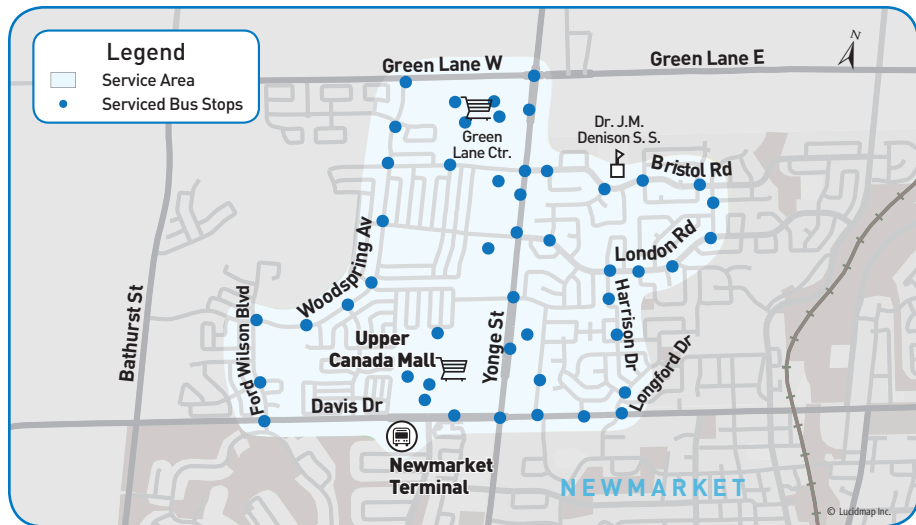 Legend
Service Area
Serviced Bus Stops
Green Lane W
Green Lane E
N
Green
Lane Ctr.
Dr. J.M.
Denison S. S.
Bristol Rd
London Rd
Woodspring Av
Harrison Dr
Bathurst St
Ford Wilson Blvd
Upper
Canada Mall
Yonge St
Longford Dr
Davis Dr
Newmarket
Terminal
NEWMARKET
© Lucidmap Inc.